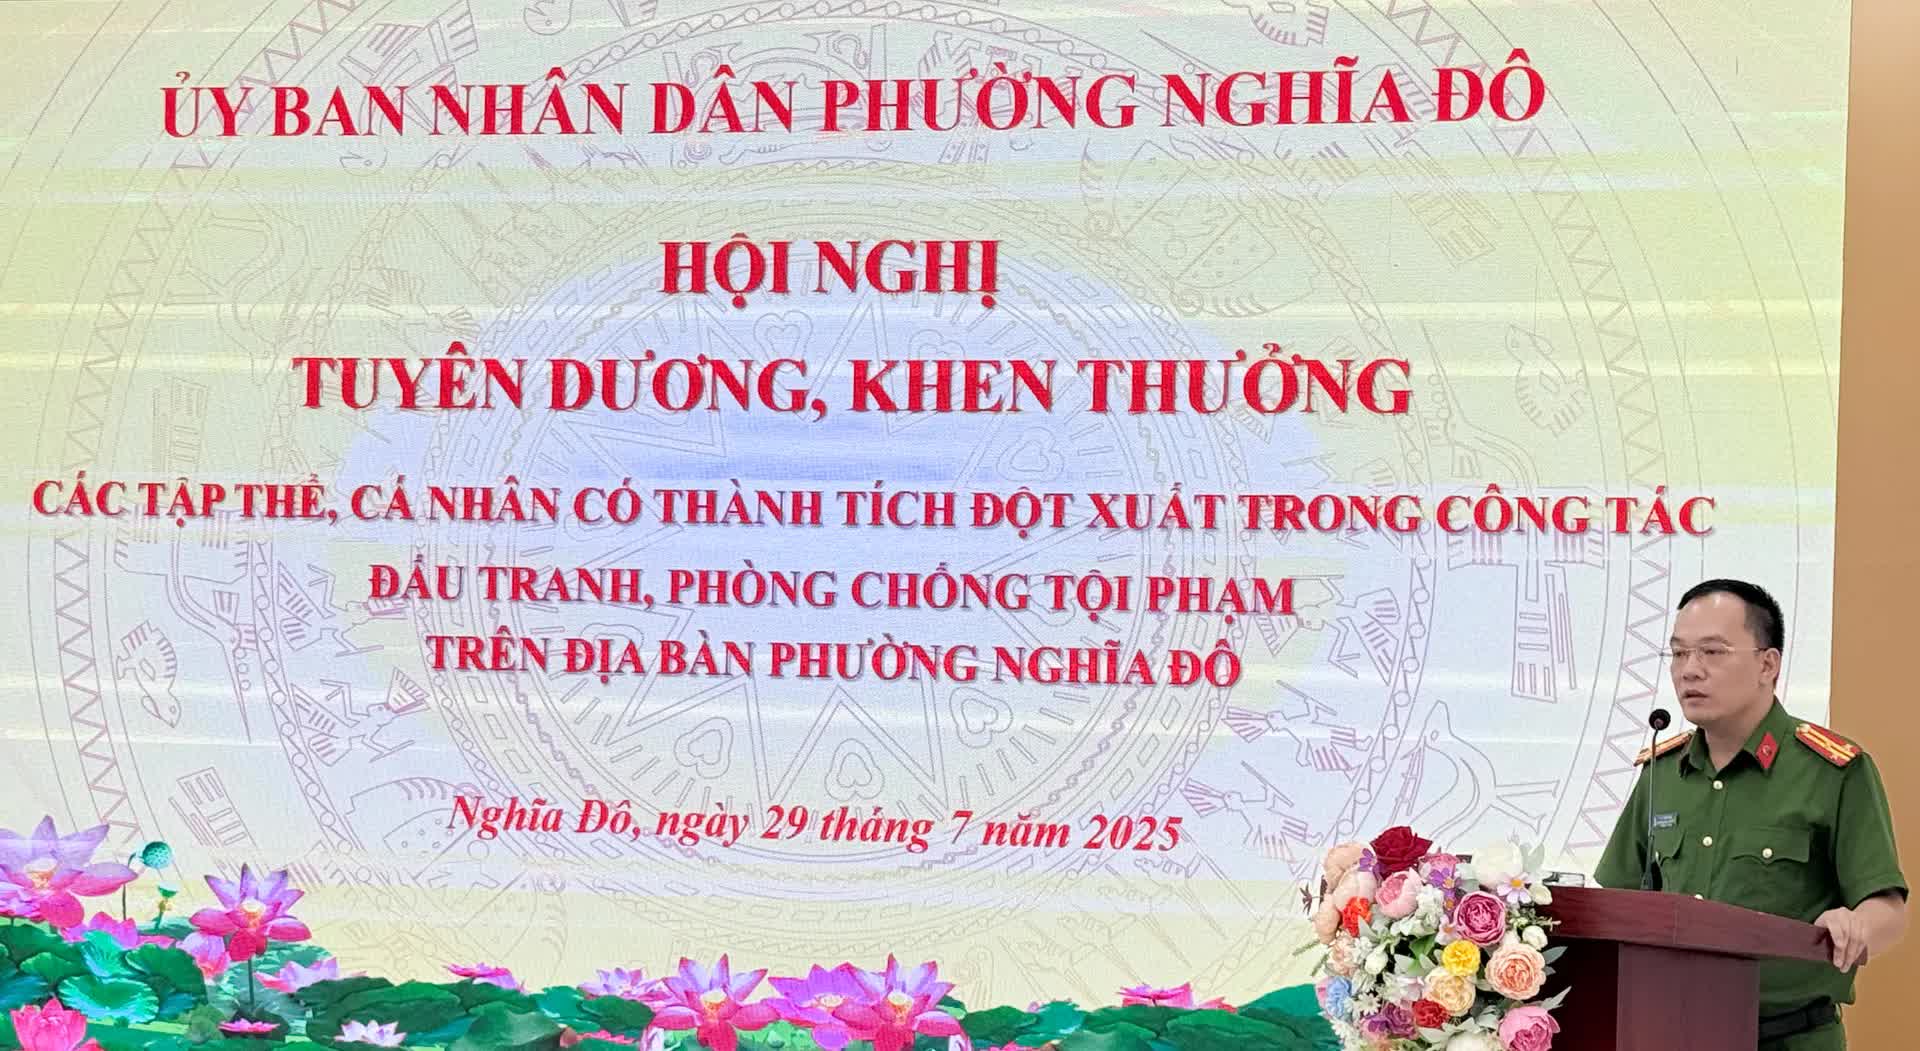 ỦY BAN NHÂN DÂN PHƯỜNG NGHĨA ĐÔ
HỘI NGHỊ
TUYÊN DƯƠNG, KHEN THƯỞNG
CÁC TẬP THỂ, CÁ NHÂN CÓ THÀNH TÍCH ĐỘT XUẤT TRONG CÔNG TÁC
ĐẤU TRANH, PHÒNG CHỐNG TỘI PHẠM
TRÊN ĐỊA BÀN PHƯỜNG NGHĨA ĐÔ
Nghĩa Đô, ngày 29 tháng 7 năm 2025